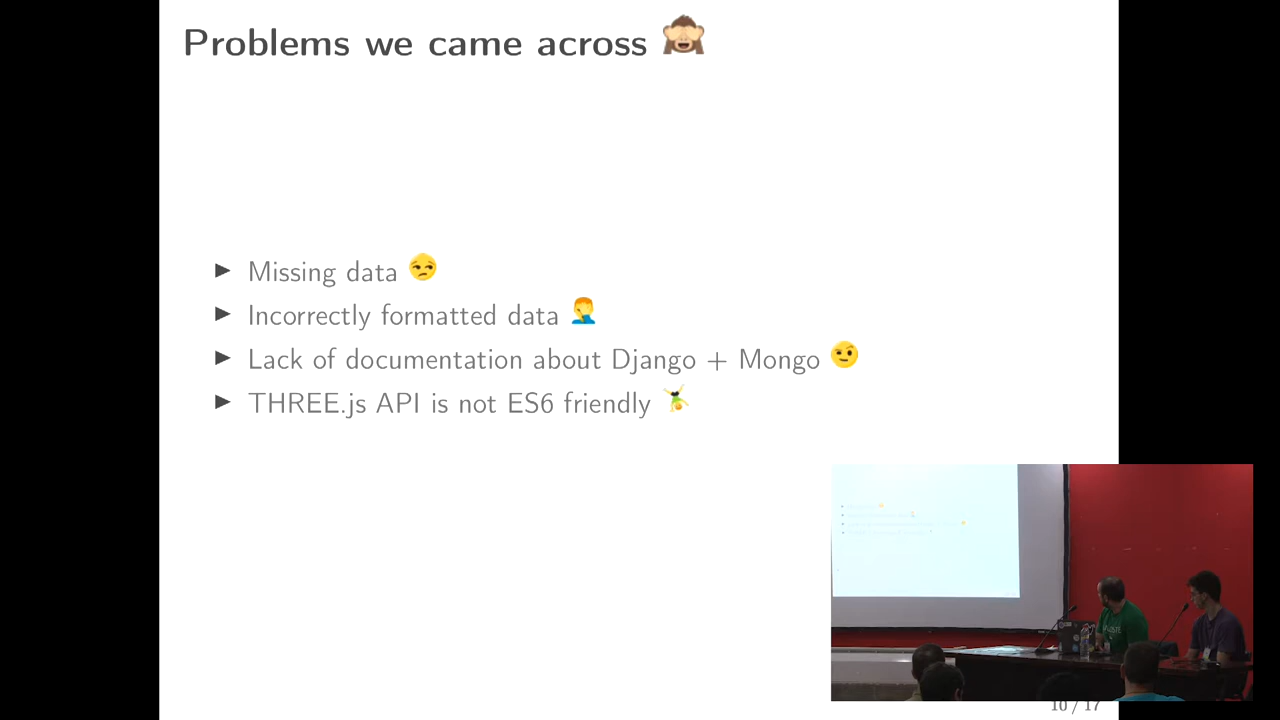 Problems we came across 🙈
▶ Missing data 😒
▶ Incorrectly formatted data 🤦‍♂️
▶ Lack of documentation about Django + Mongo 🤨
▶ THREE.js API is not ES6 friendly 🤸
10 / 17